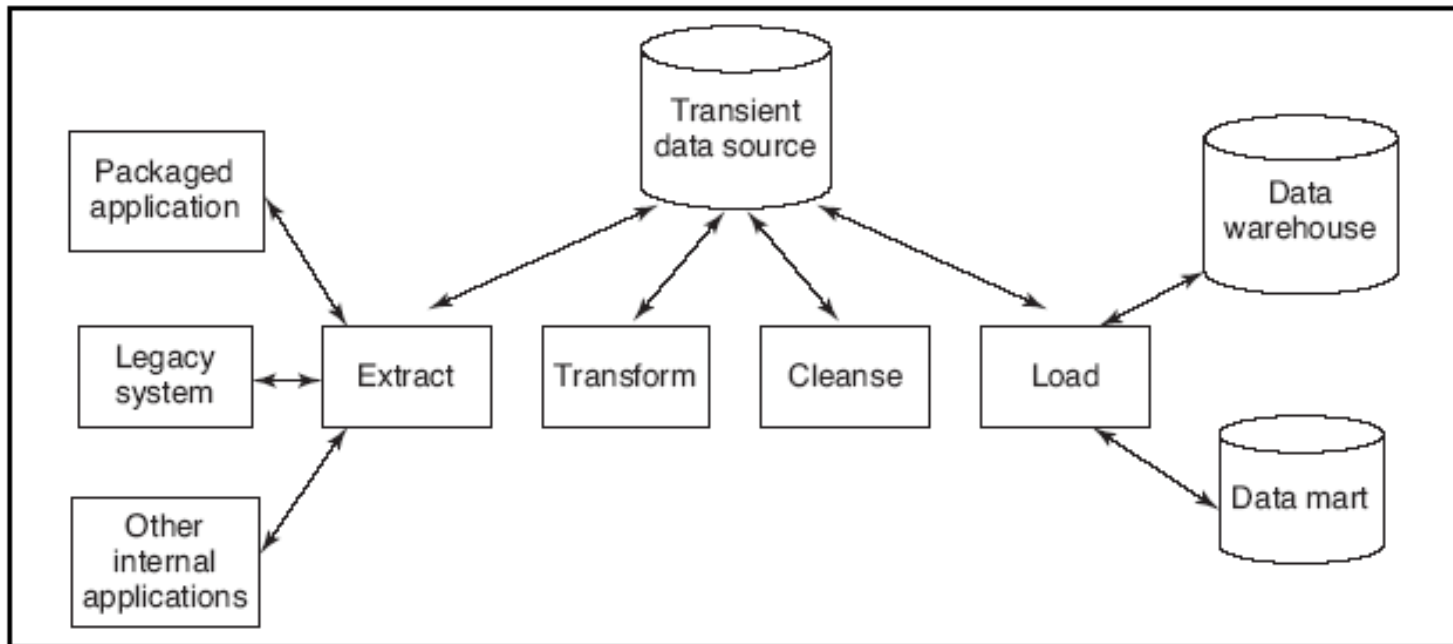 Transient
data source
Packaged
application
Data
warehouse
Legacy
system
Extract
Transform
Cleanse
Load
Other
internal
applications
Data mart